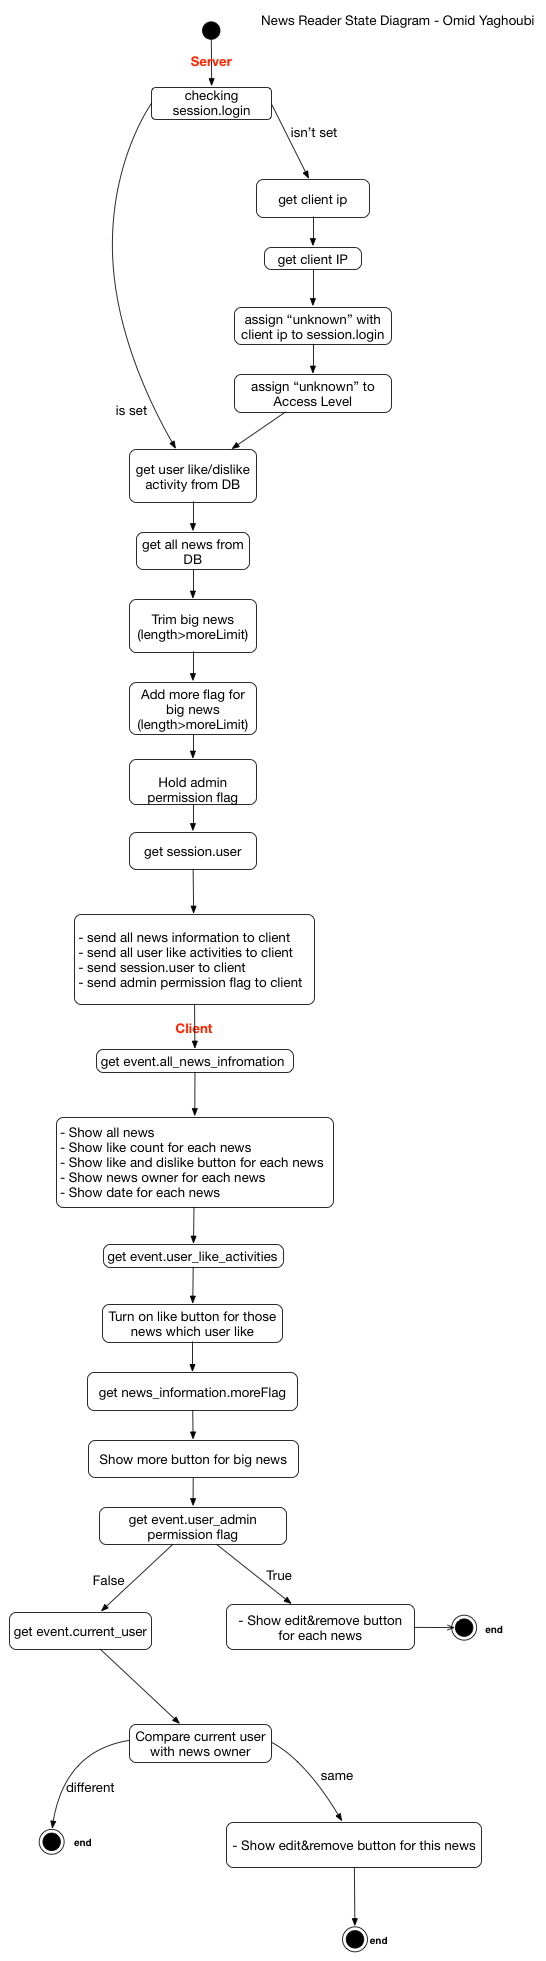 News Reader State Diagram - Omid Yaghoubi
Server
checking
session.login
isn't set
get client ip
get client IP
assign “unknown” with
client ip to session.login
assign “unknown” to
Access Level
is set
get user like/dislike
activity from DB
get all news from
DB
Trim big news
(length>moreLimit)
Add more flag for
big news
(length>moreLimit)
Hold admin
permission flag
get session.user
- send all news information to client
- send all user like activities to client
- send session.user to client
- send admin permission flag to client
Client
get event.all_news_infromation
- Show all news
- Show like count for each news
- Show like and dislike button for each news
- Show news owner for each news
- Show date for each news
get event.user_like_activities
Turn on like button for those
news which user like
get news_information.moreFlag
Show more button for big news
get event.user_admin
permission flag
False
True
- Show edit&remove button
for each news
end
get event.current_user
Compare current user
with news owner
different
same
end
- Show edit&remove button for this news
end